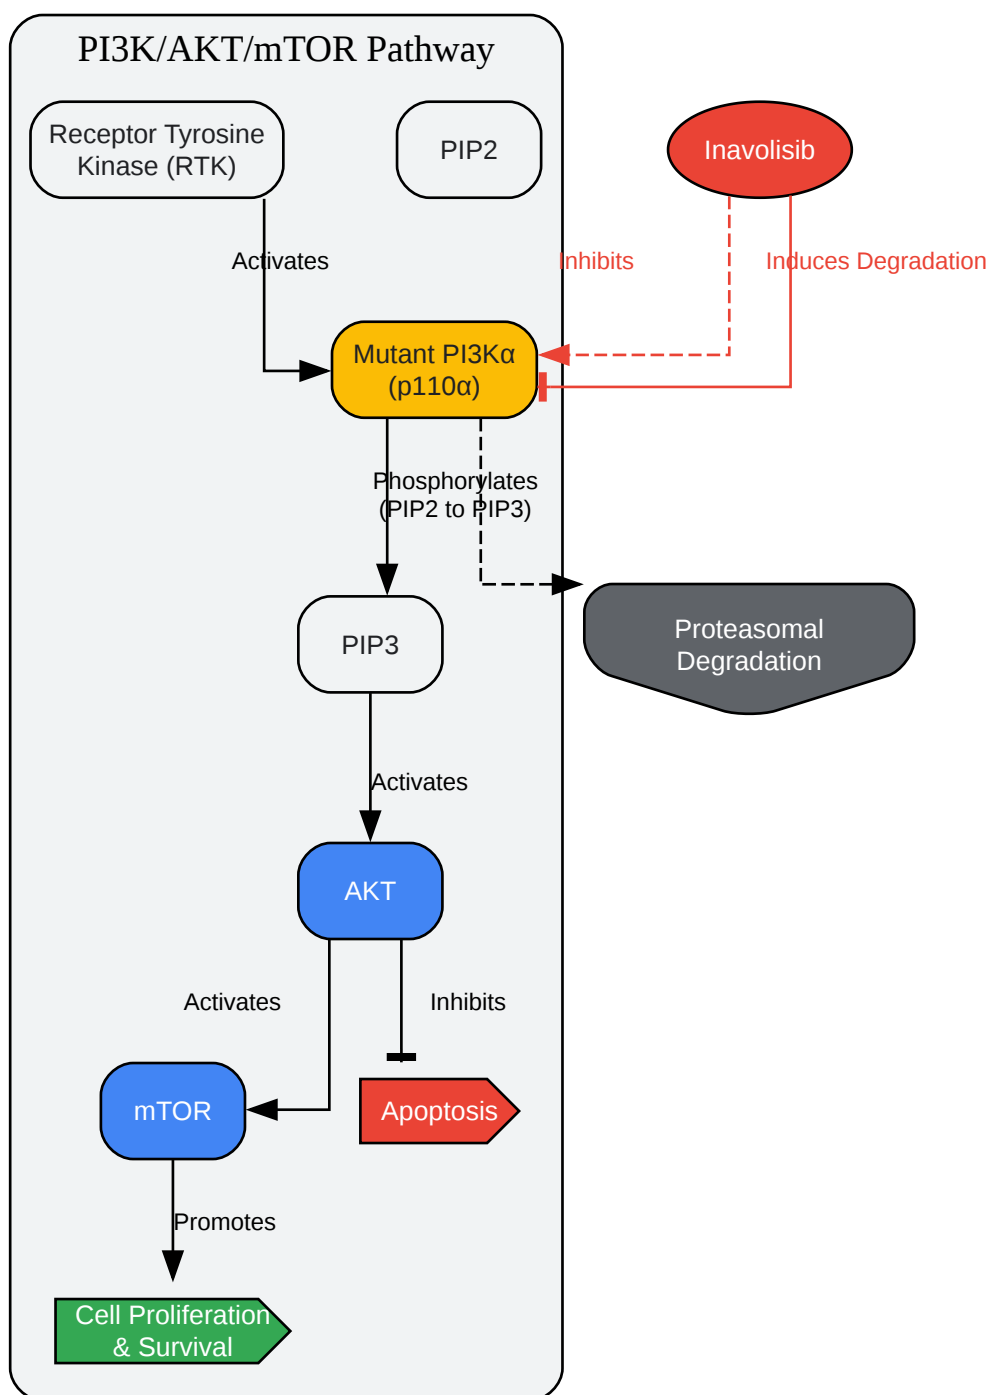 PI3K/AKT/mTOR Pathway
Receptor Tyrosine
Kinase (RTK)
PIP2
Inavolisib
Activates
Inhibits
Induces Degradation
Mutant PI3Kα
(p110α)
Phosphorylates
(PIP2 to PIP3)
PIP3
Proteasomal
Degradation
Activates
AKT
Activates
Inhibits
mTOR
Apoptosis
Promotes
Cell Proliferation
& Survival